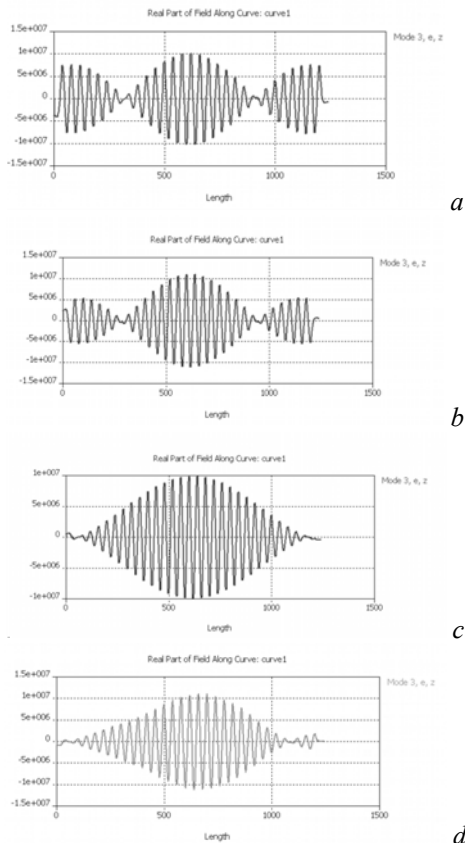 Real Part of Field Along Curve: curve1
1.5e+007
1e+007
5e+006
0
-5e+006
-1e+007
-1.5e+007
0 500 1000 1500
Length
Mode 3, e, z
a
Real Part of Field Along Curve: curve1
1.5e+007
1e+007
5e+006
0
-5e+006
-1e+007
-1.5e+007
0 500 1000 1500
Length
Mode 3, e, z
b
Real Part of Field Along Curve: curve1
1e+007
5e+006
0
-5e+006
-1e+007
0 500 1000 1500
Length
Mode 3, e, z
c
Real Part of Field Along Curve: curve1
1.5e+007
1e+007
5e+006
0
-5e+006
-1e+007
-1.5e+007
0 500 1000 1500
Length
Mode 3, e, z
d